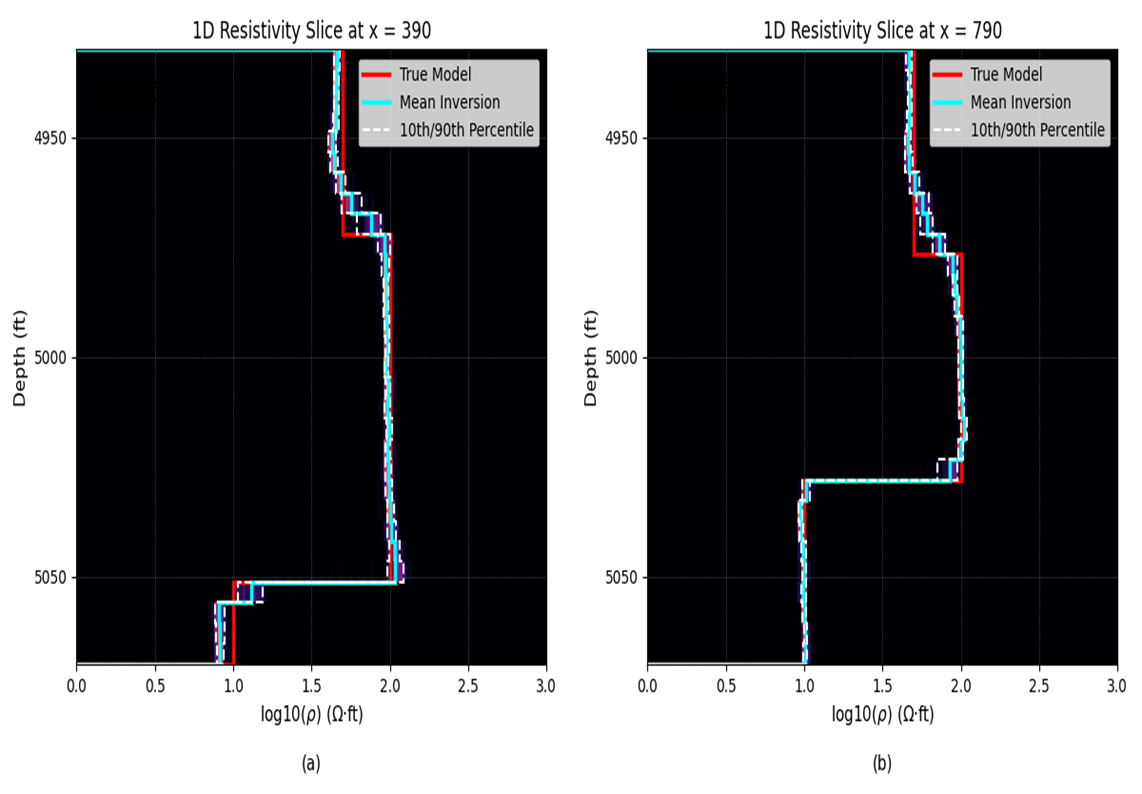 1D Resistivity Slice at x = 390
True Model
Mean Inversion
10th/90th Percentile
4950
5000
5050
Depth (ft)
0.0 0.5 1.0 1.5 2.0 2.5 3.0
log10(ρ) (Ω·ft)
(a)
1D Resistivity Slice at x = 790
True Model
Mean Inversion
10th/90th Percentile
4950
5000
5050
Depth (ft)
0.0 0.5 1.0 1.5 2.0 2.5 3.0
log10(ρ) (Ω·ft)
(b)